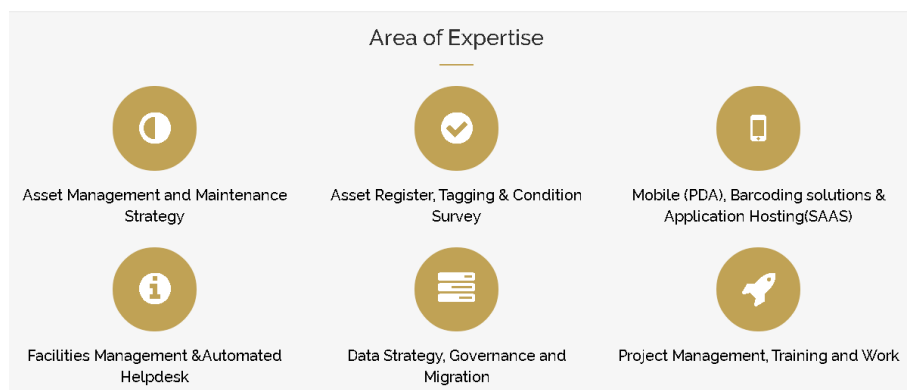 Area of Expertise
Asset Management and Maintenance
Strategy
Asset Register, Tagging & Condition
Survey
Mobile (PDA), Barcoding solutions &
Application Hosting(SAAS)
Facilities Management &Automated
Helpdesk
Data Strategy, Governance and
Migration
Project Management, Training and Work